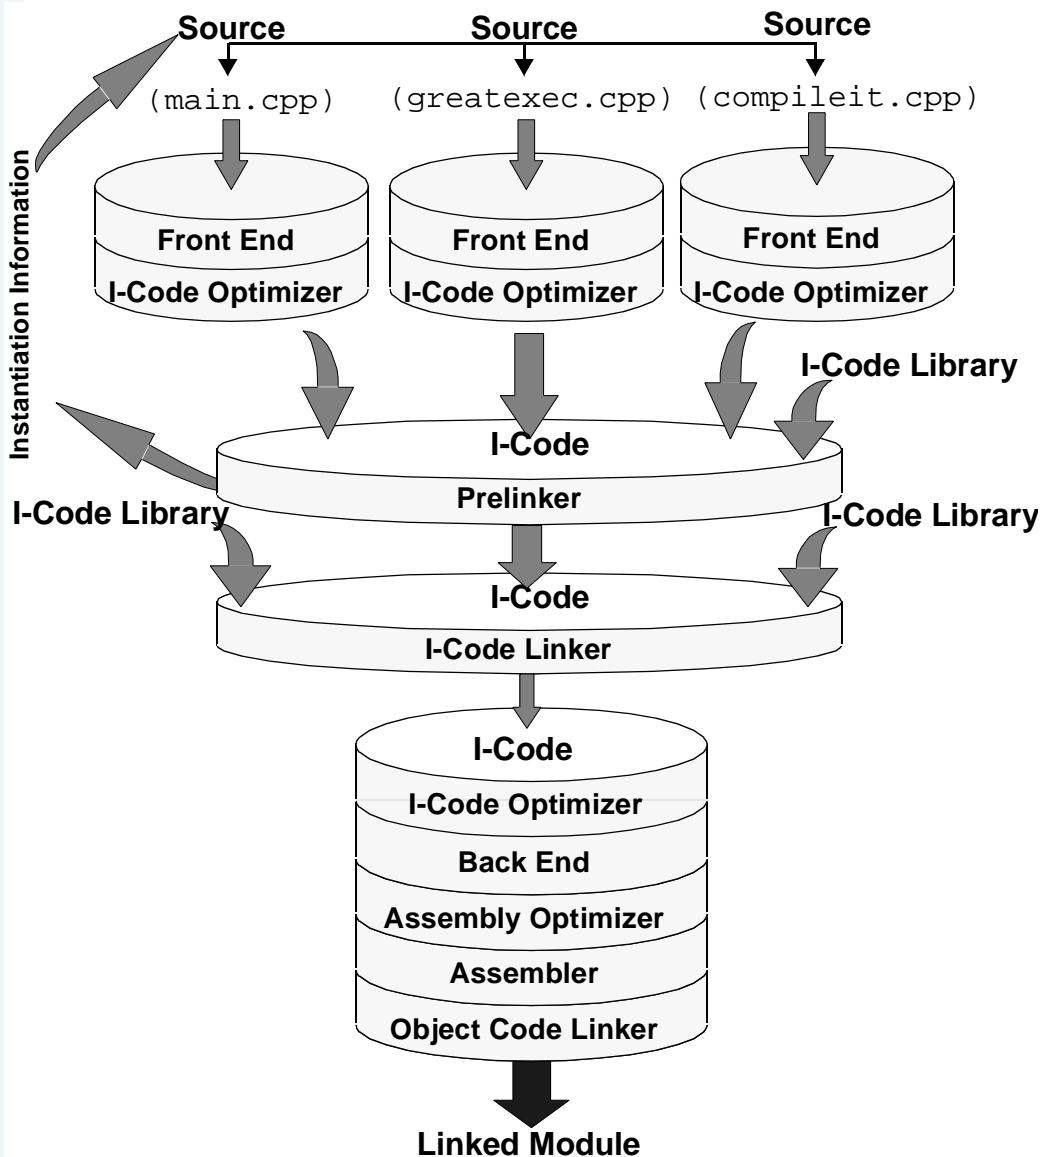 Source
Source
Source
(main.cpp)
(greatexec.cpp)
(compileit.cpp)
Instantiation Information
Front End
Front End
Front End
I-Code Optimizer
I-Code Optimizer
I-Code Optimizer
I-Code Library
I-Code
Prelinker
I-Code Library
I-Code Library
I-Code
I-Code Linker
I-Code
I-Code Optimizer
Back End
Assembly Optimizer
Assembler
Object Code Linker
Linked Module